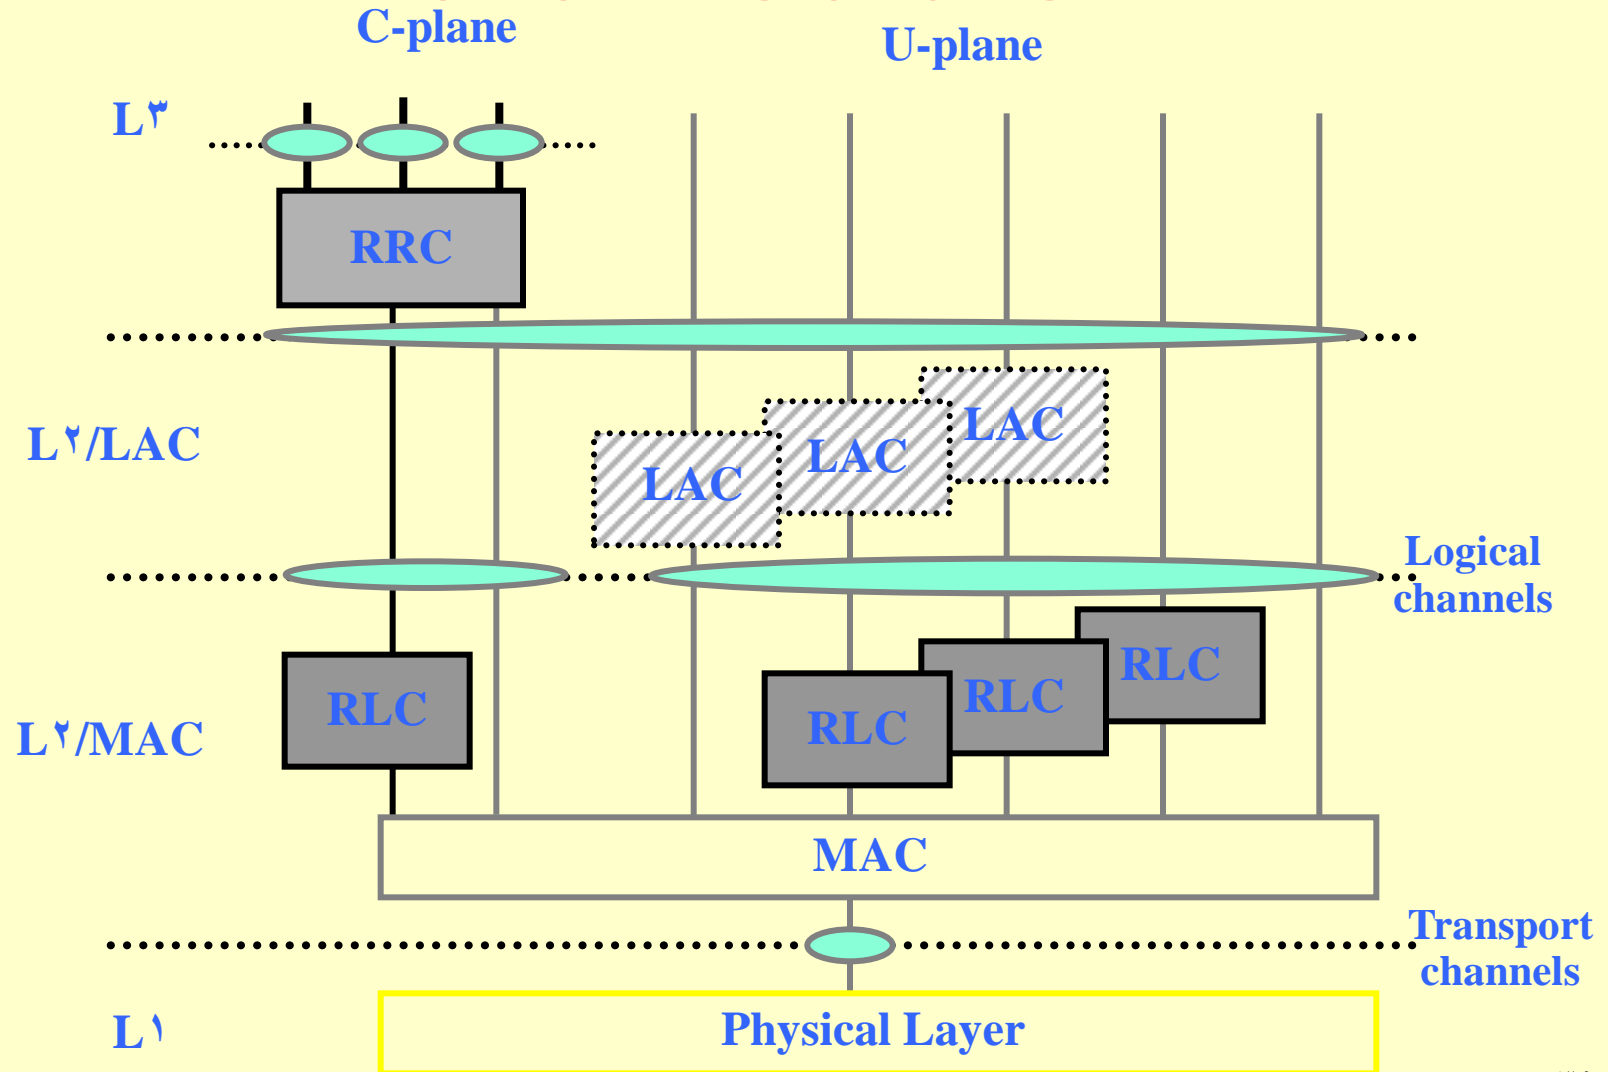 C-plane
U-plane
L۳
RRC
L۲/LAC
LAC
LAC
LAC
Logical
channels
RLC
RLC
RLC
RLC
L۲/MAC
MAC
Transport
channels
L۱
Physical Layer